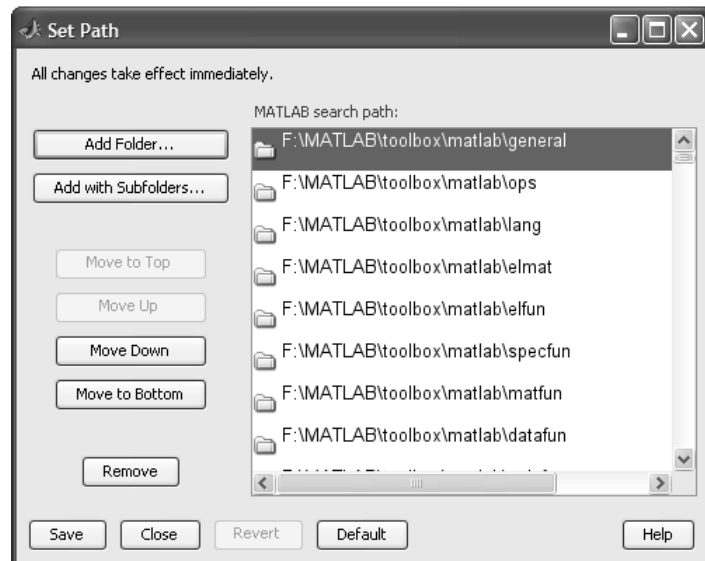 Set Path
All changes take effect immediately.
MATLAB search path:
Add Folder...
Add with Subfolders...
Move to Top
Move Up
Move Down
Move to Bottom
Remove
F:\MATLAB\toolbox\matlab\general
F:\MATLAB\toolbox\matlab\ops
F:\MATLAB\toolbox\matlab\lang
F:\MATLAB\toolbox\matlab\elmat
F:\MATLAB\toolbox\matlab\elfun
F:\MATLAB\toolbox\matlab\specfun
F:\MATLAB\toolbox\matlab\matfun
F:\MATLAB\toolbox\matlab\datafun
Save
Close
Revert
Default
Help